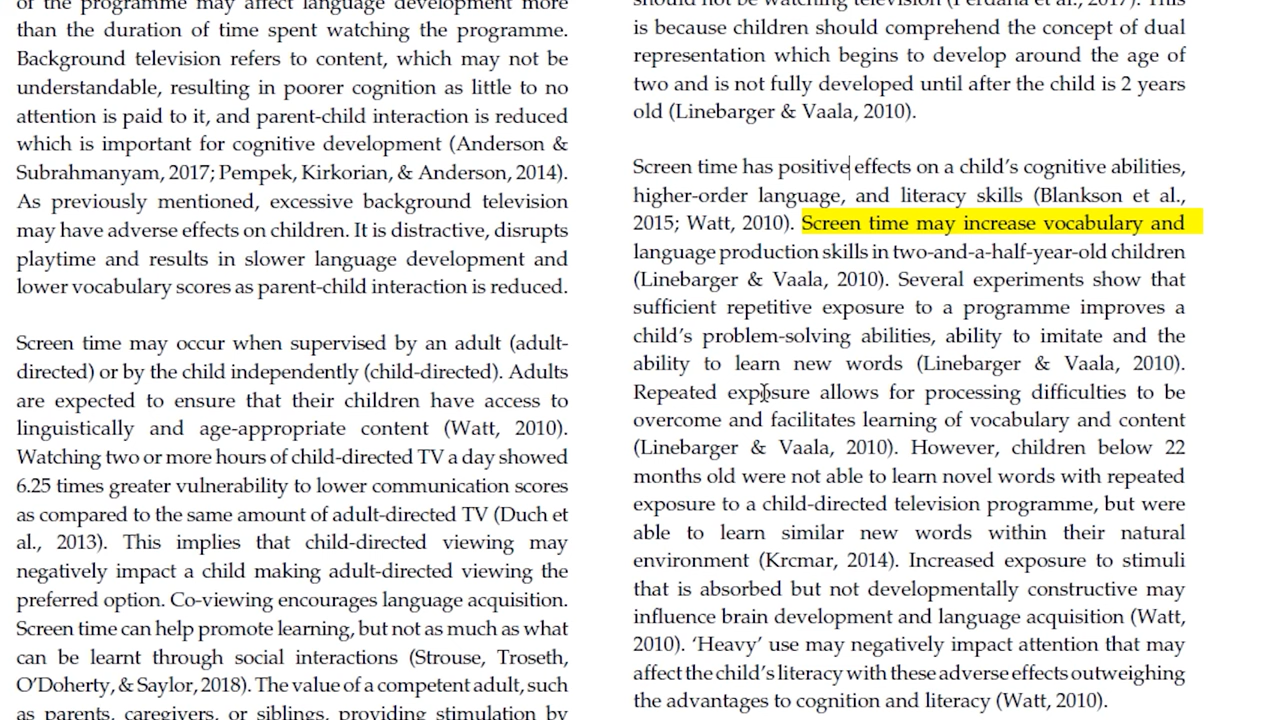 of the programme may affect language development more
than the duration of time spent watching the programme.
Background television refers to content, which may not be
understandable, resulting in poorer cognition as little to no
attention is paid to it, and parent-child interaction is reduced
which is important for cognitive development (Anderson &
Subrahmanyam, 2017; Pempek, Kirkorian, & Anderson, 2014).
As previously mentioned, excessive background television
may have adverse effects on children. It is distractive, disrupts
playtime and results in slower language development and
lower vocabulary scores as parent-child interaction is reduced.
Screen time may occur when supervised by an adult (adult-
directed) or by the child independently (child-directed). Adults
are expected to ensure that their children have access to
linguistically and age-appropriate content (Watt, 2010).
Watching two or more hours of child-directed TV a day showed
6.25 times greater vulnerability to lower communication scores
as compared to the same amount of adult-directed TV (Duch et
al., 2013). This implies that child-directed viewing may
negatively impact a child making adult-directed viewing the
preferred option. Co-viewing encourages language acquisition.
Screen time can help promote learning, but not as much as what
can be learnt through social interactions (Strouse, Troseth,
O'Doherty, & Saylor, 2018). The value of a competent adult, such
as parents, caregivers, or siblings, providing stimulation by
should not be watching television (Perdana et al., 2017). This
is because children should comprehend the concept of dual
representation which begins to develop around the age of
two and is not fully developed until after the child is 2 years
old (Linebarger & Vaala, 2010).
Screen time has positive effects on a child's cognitive abilities,
higher-order language, and literacy skills (Blankson et al.,
2015; Watt, 2010). Screen time may increase vocabulary and
language production skills in two-and-a-half-year-old children
(Linebarger & Vaala, 2010). Several experiments show that
sufficient repetitive exposure to a programme improves a
child's problem-solving abilities, ability to imitate and the
ability to learn new words (Linebarger & Vaala, 2010).
Repeated exposure allows for processing difficulties to be
overcome and facilitates learning of vocabulary and content
(Linebarger & Vaala, 2010). However, children below 22
months old were not able to learn novel words with repeated
exposure to a child-directed television programme, but were
able to learn similar new words within their natural
environment (Krcmar, 2014). Increased exposure to stimuli
that is absorbed but not developmentally constructive may
influence brain development and language acquisition (Watt,
2010). 'Heavy' use may negatively impact attention that may
affect the child's literacy with these adverse effects outweighing
the advantages to cognition and literacy (Watt, 2010).